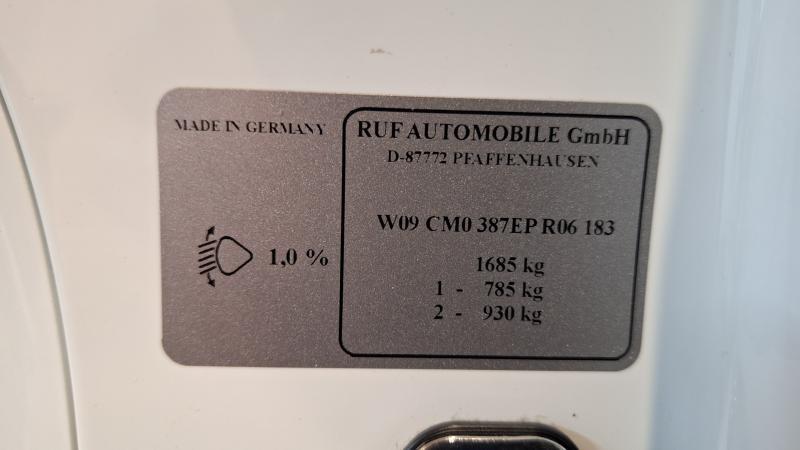 MADE IN GERMANY
1,0 %
RUF AUTOMOBILE GmbH
D-87772 PFAFFENHAUSEN
W09 CM0 387EP R06 183
1685 kg
1 - 785 kg
2 - 930 kg